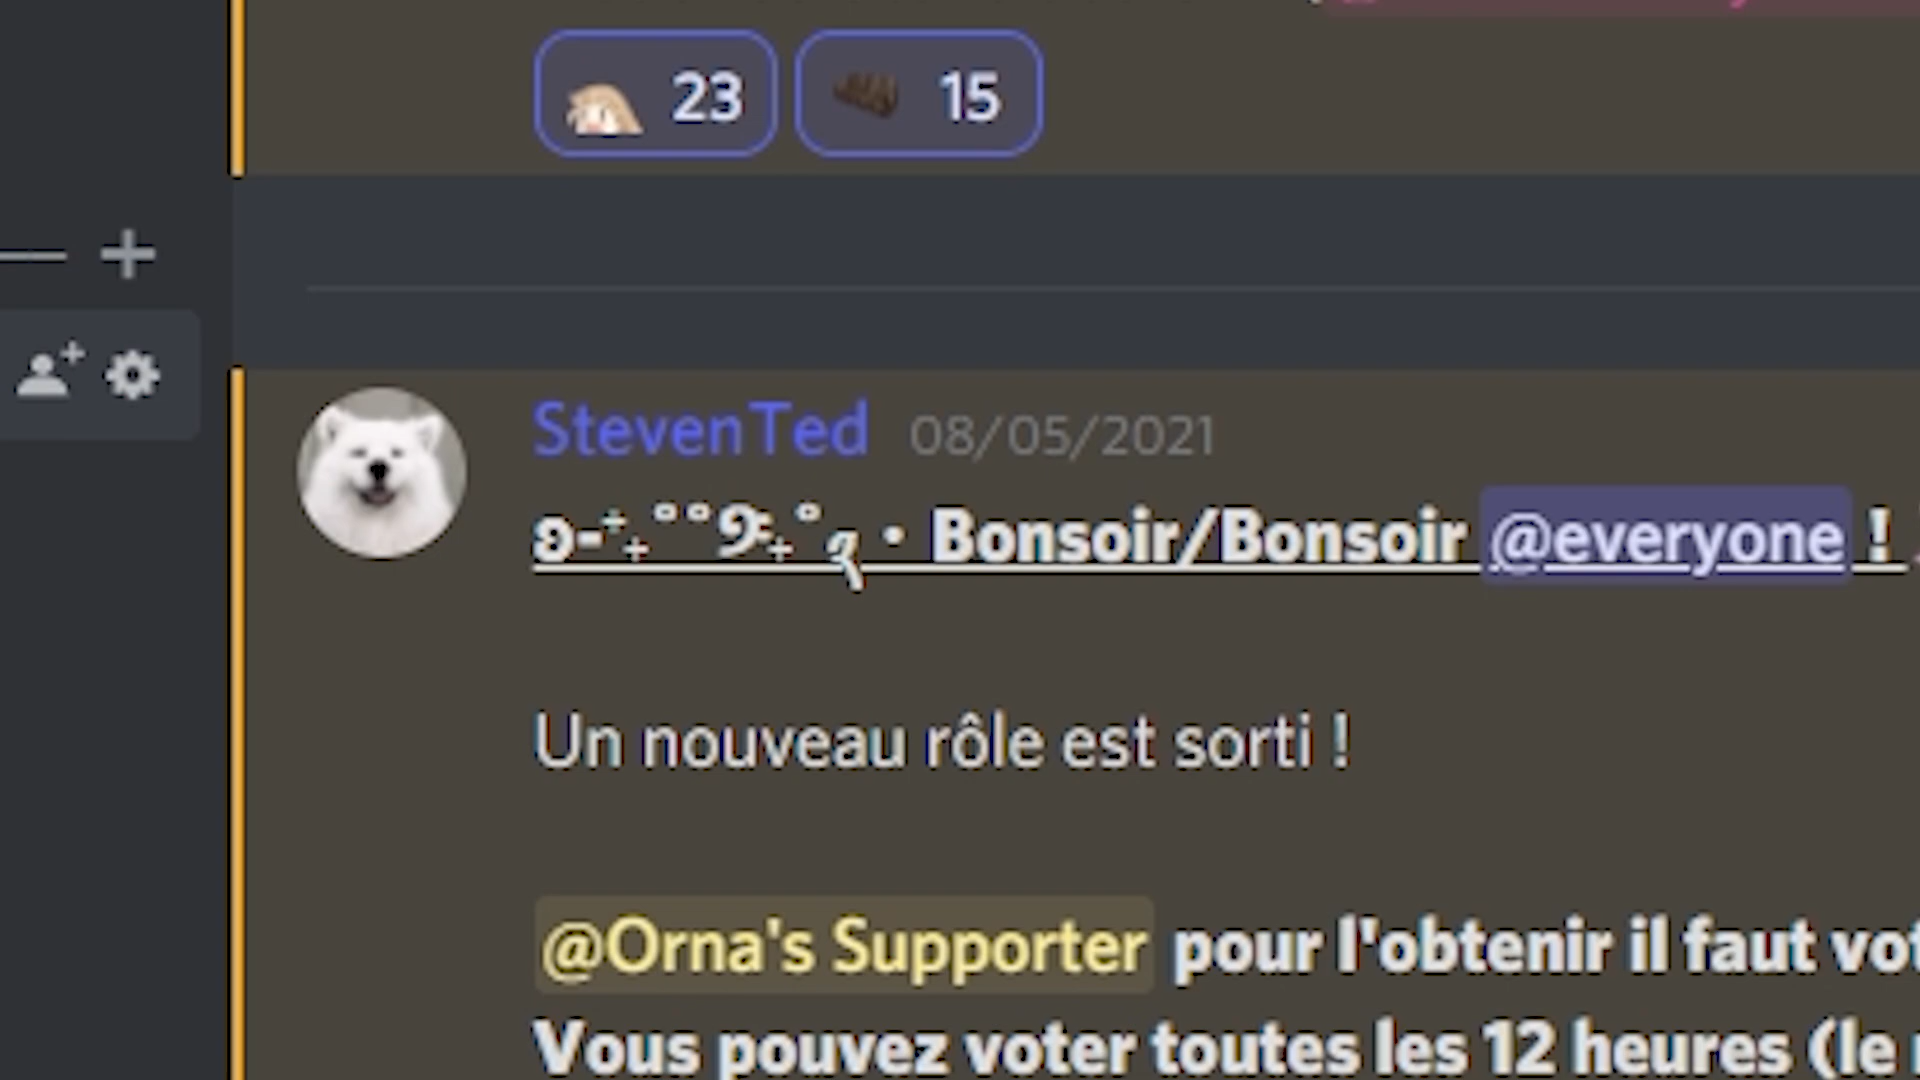 23 15
StevenTed 08/05/2021
• Bonsoir/Bonsoir @everyone !
Un nouveau rôle est sorti !
@Orna's Supporter pour l'obtenir il faut
Vous pouvez voter toutes les 12 heures (le